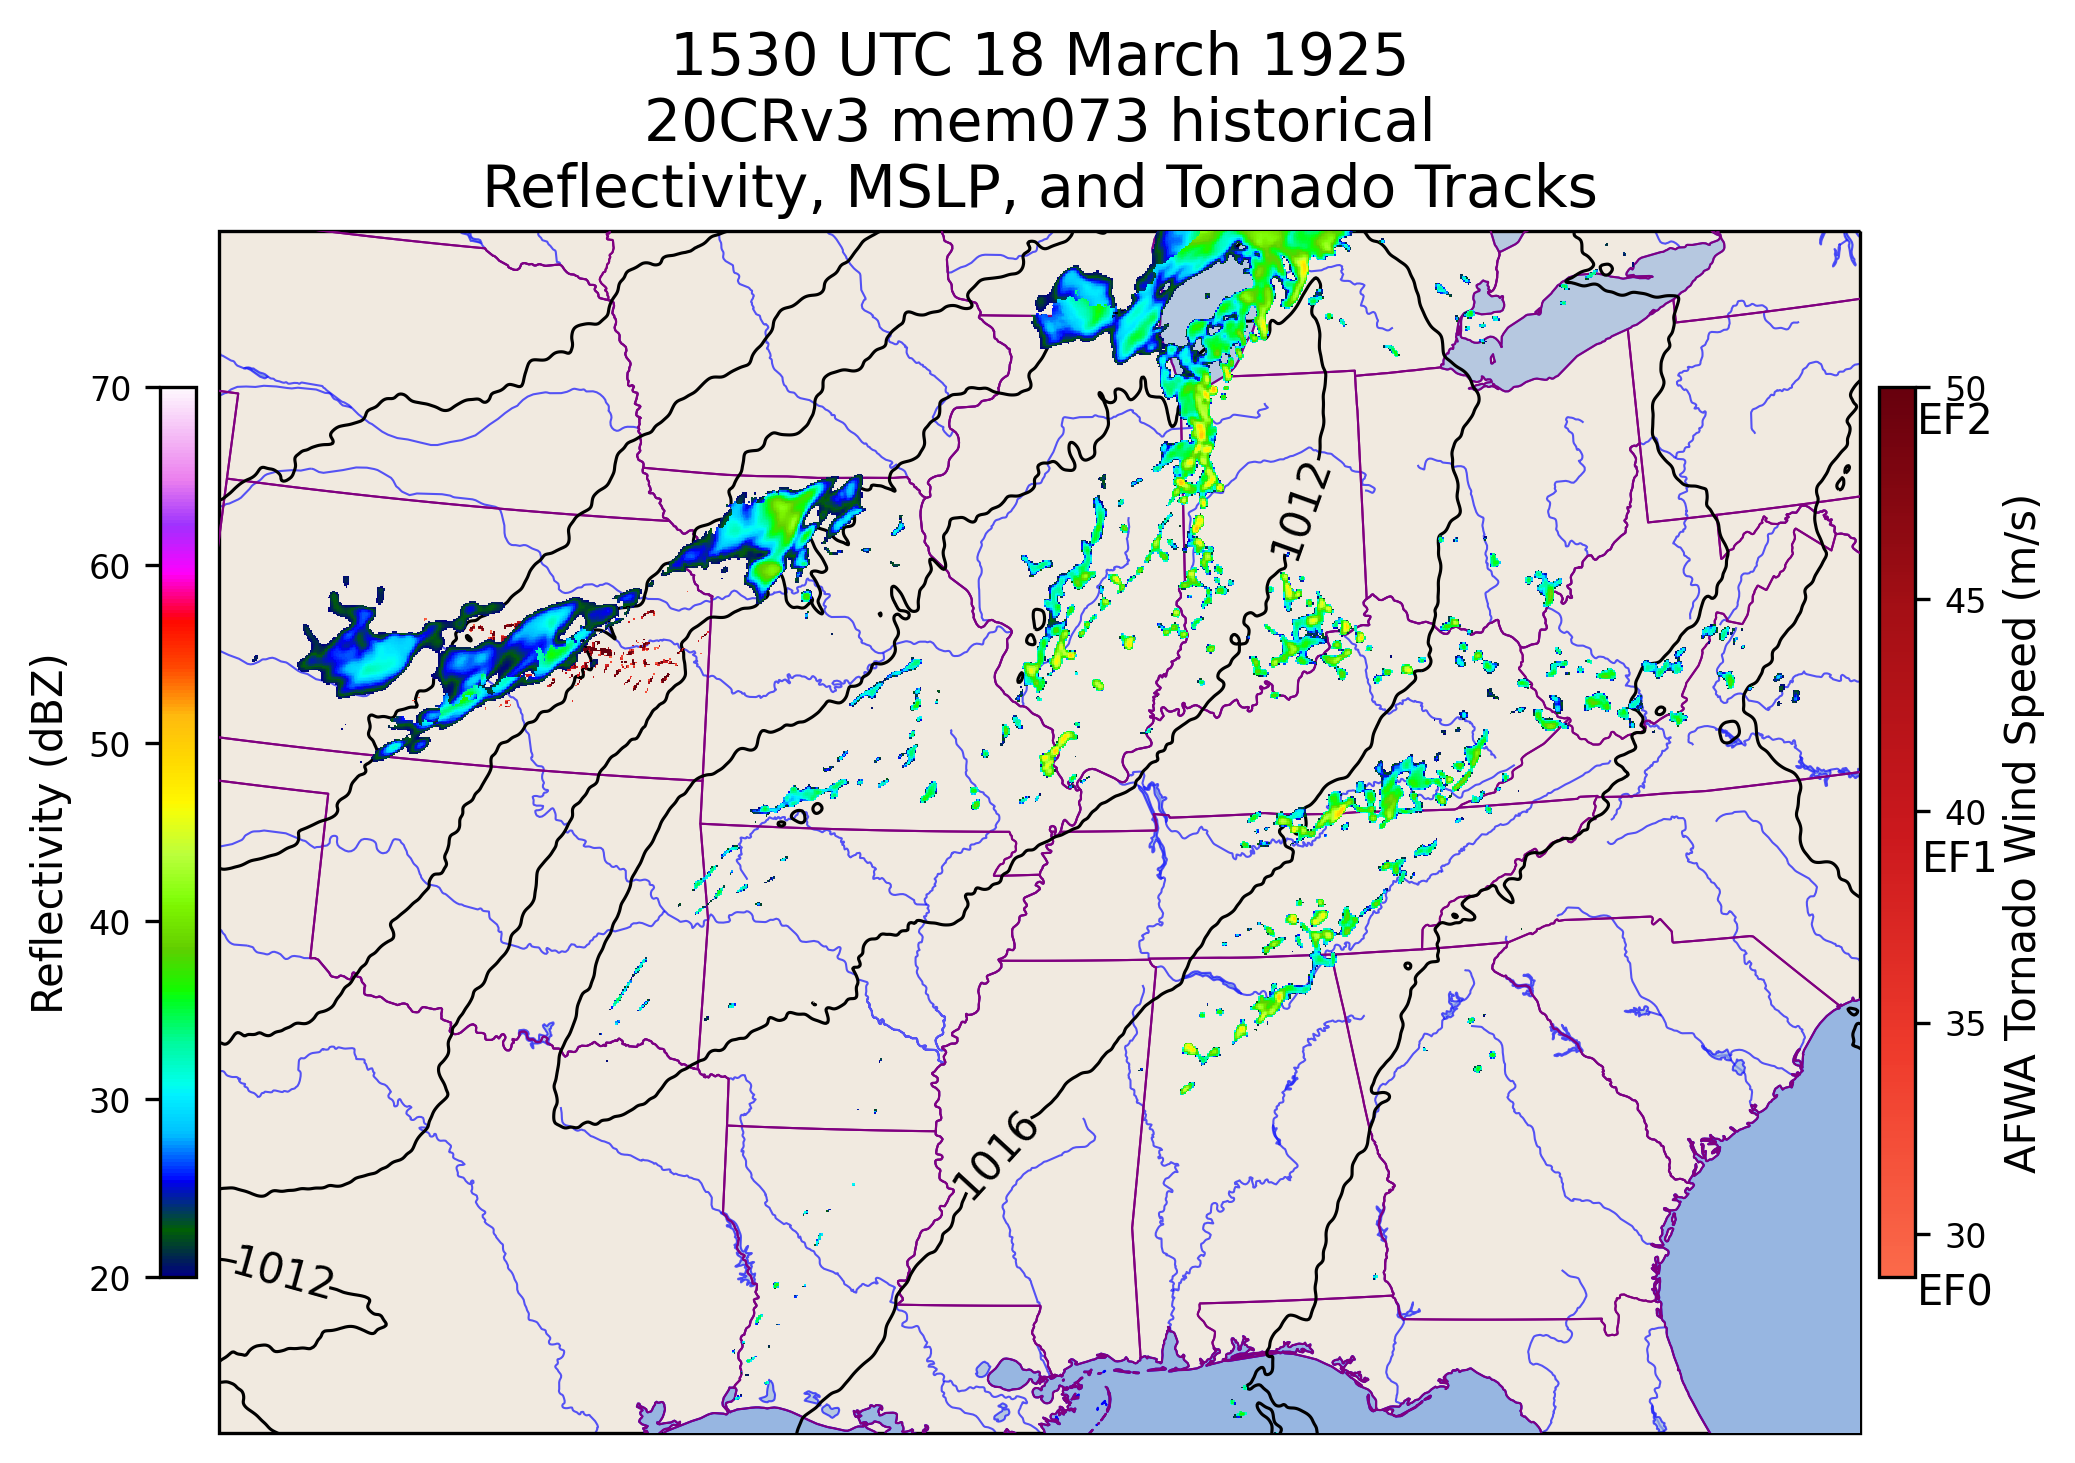 1530 UTC 18 March 1925
20CRv3 mem073 historical
Reflectivity, MSLP, and Tornado Tracks
70
60
50
40
30
20
Reflectivity (dBZ)
1012
1016
1012
50
EF2
45
40
EF1
35
30
EF0
AFWA Tornado Wind Speed (m/s)